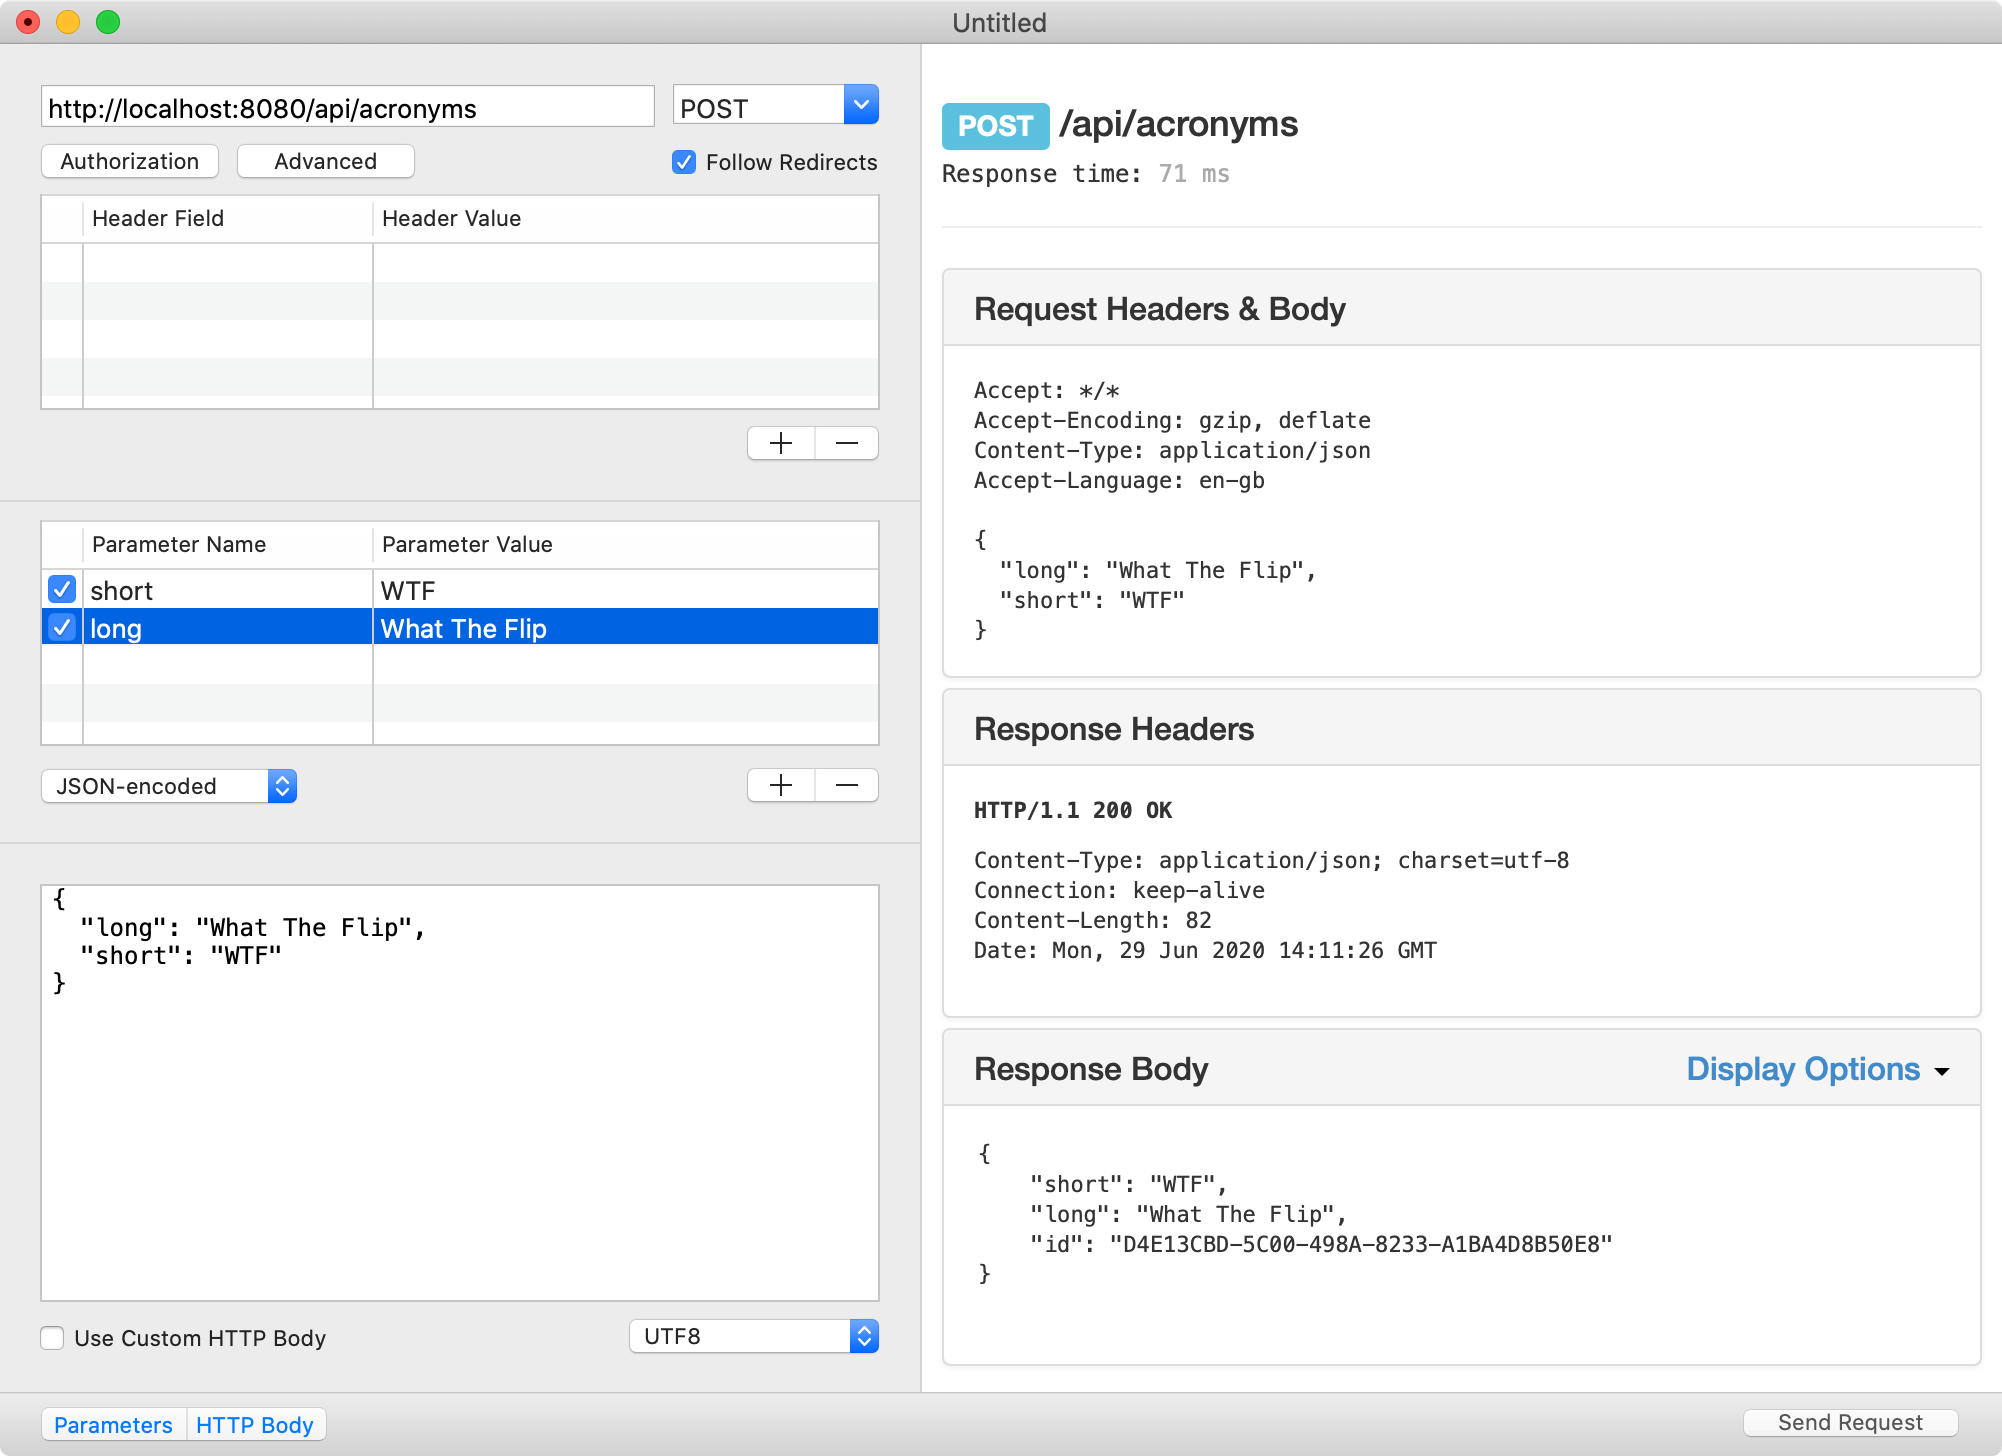 Untitled
http://localhost:8080/api/acronyms
POST
Authorization
Advanced
Follow Redirects
Header Field
Header Value
Parameter Name
Parameter Value
short
WTF
long
What The Flip
JSON-encoded
{
"long": "What The Flip",
"short": "WTF"
}
Use Custom HTTP Body
UTF8
Parameters
HTTP Body
POST /api/acronyms
Response time: 71 ms
Request Headers & Body
Accept: */*
Accept-Encoding: gzip, deflate
Content-Type: application/json
Accept-Language: en-gb
{
"long": "What The Flip",
"short": "WTF"
}
Response Headers
HTTP/1.1 200 OK
Content-Type: application/json; charset=utf-8
Connection: keep-alive
Content-Length: 82
Date: Mon, 29 Jun 2020 14:11:26 GMT
Response Body
Display Options
{
"short": "WTF",
"long": "What The Flip",
"id": "D4E13CBD-5C00-498A-8233-A1BA4D8B50E8"
}
Send Request